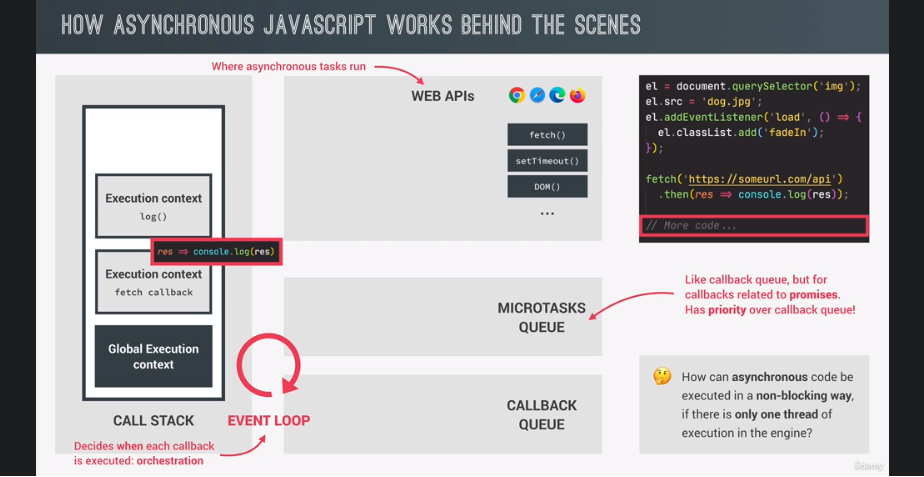 HOW ASYNCHRONOUS JAVASCRIPT WORKS BEHIND THE SCENES
Where asynchronous tasks run
WEB APIs
fetch()
setTimeout()
DOM()
...
el = document.querySelector('img');
el.src = 'dog.jpg';
el.addEventListener('load', () => {
el.classList.add('fadeIn');
});
fetch('https://someurl.com/api')
.then(res => console.log(res));
// More code...
Execution context
log()
res => console.log(res)
Execution context
fetch callback
Global Execution
context
CALL STACK
EVENT LOOP
Decides when each callback
is executed: orchestration
MICROTASKS
QUEUE
Like callback queue, but for
callbacks related to promises.
Has priority over callback queue!
CALLBACK
QUEUE
🤔 How can asynchronous code be
executed in a non-blocking way,
if there is only one thread of
execution in the engine?
Udemy